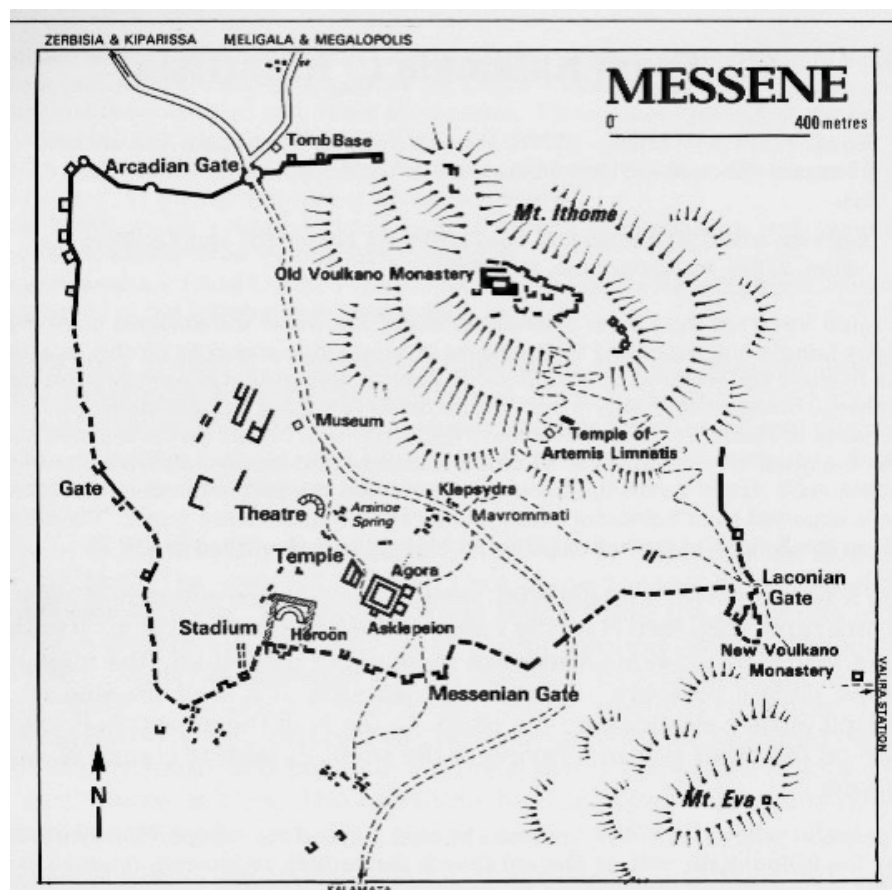 ZERBISIA & KIPARISSA MELIGALA & MEGALOPOLIS
MESSENE
0 400 metres
Tomb Base
Arcadian Gate
Mt. Ithome
Old Voulkano Monastery
Museum
Temple of
Artemis Limnatis
Gate
Klepsydra
Theatre
Arsinoe
Spring
Mavrommati
Temple
Agora
Laconian
Gate
Stadium
Heroön
Asklepeion
New Voulkano
Monastery
Messenian Gate
VALIRA STATION
N
Mt. Eva
KALAMATA